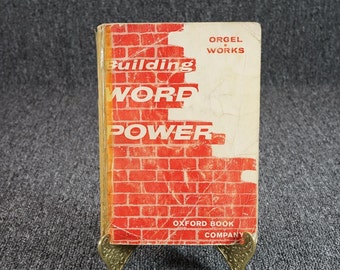 ORGEL
&
WORKS
Building
WORD
POWER
OXFORD BOOK
COMPANY